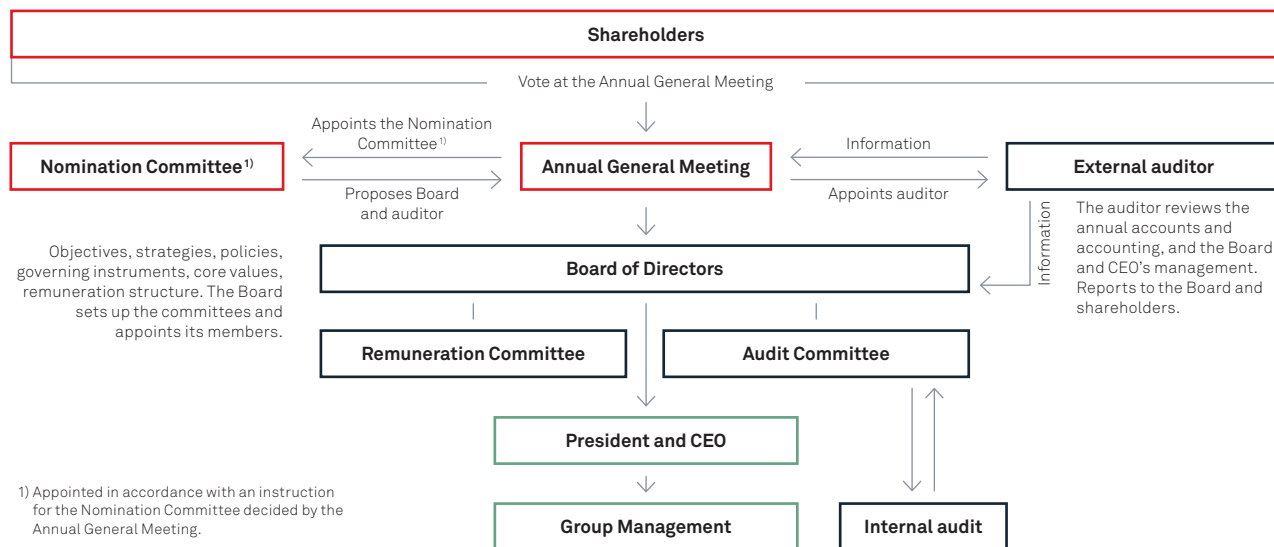 Shareholders
Vote at the Annual General Meeting
Appoints the Nomination
Committee 1)
Information
Nomination Committee 1)
Annual General Meeting
External auditor
Proposes Board
and auditor
Appoints auditor
Information
The auditor reviews the
annual accounts and
accounting, and the Board
and CEO’s management.
Reports to the Board and
shareholders.
Objectives, strategies, policies,
governing instruments, core values,
remuneration structure. The Board
sets up the committees and
appoints its members.
Board of Directors
Remuneration Committee
Audit Committee
President and CEO
1) Appointed in accordance with an instruction
for the Nomination Committee decided by the
Annual General Meeting.
Group Management
Internal audit